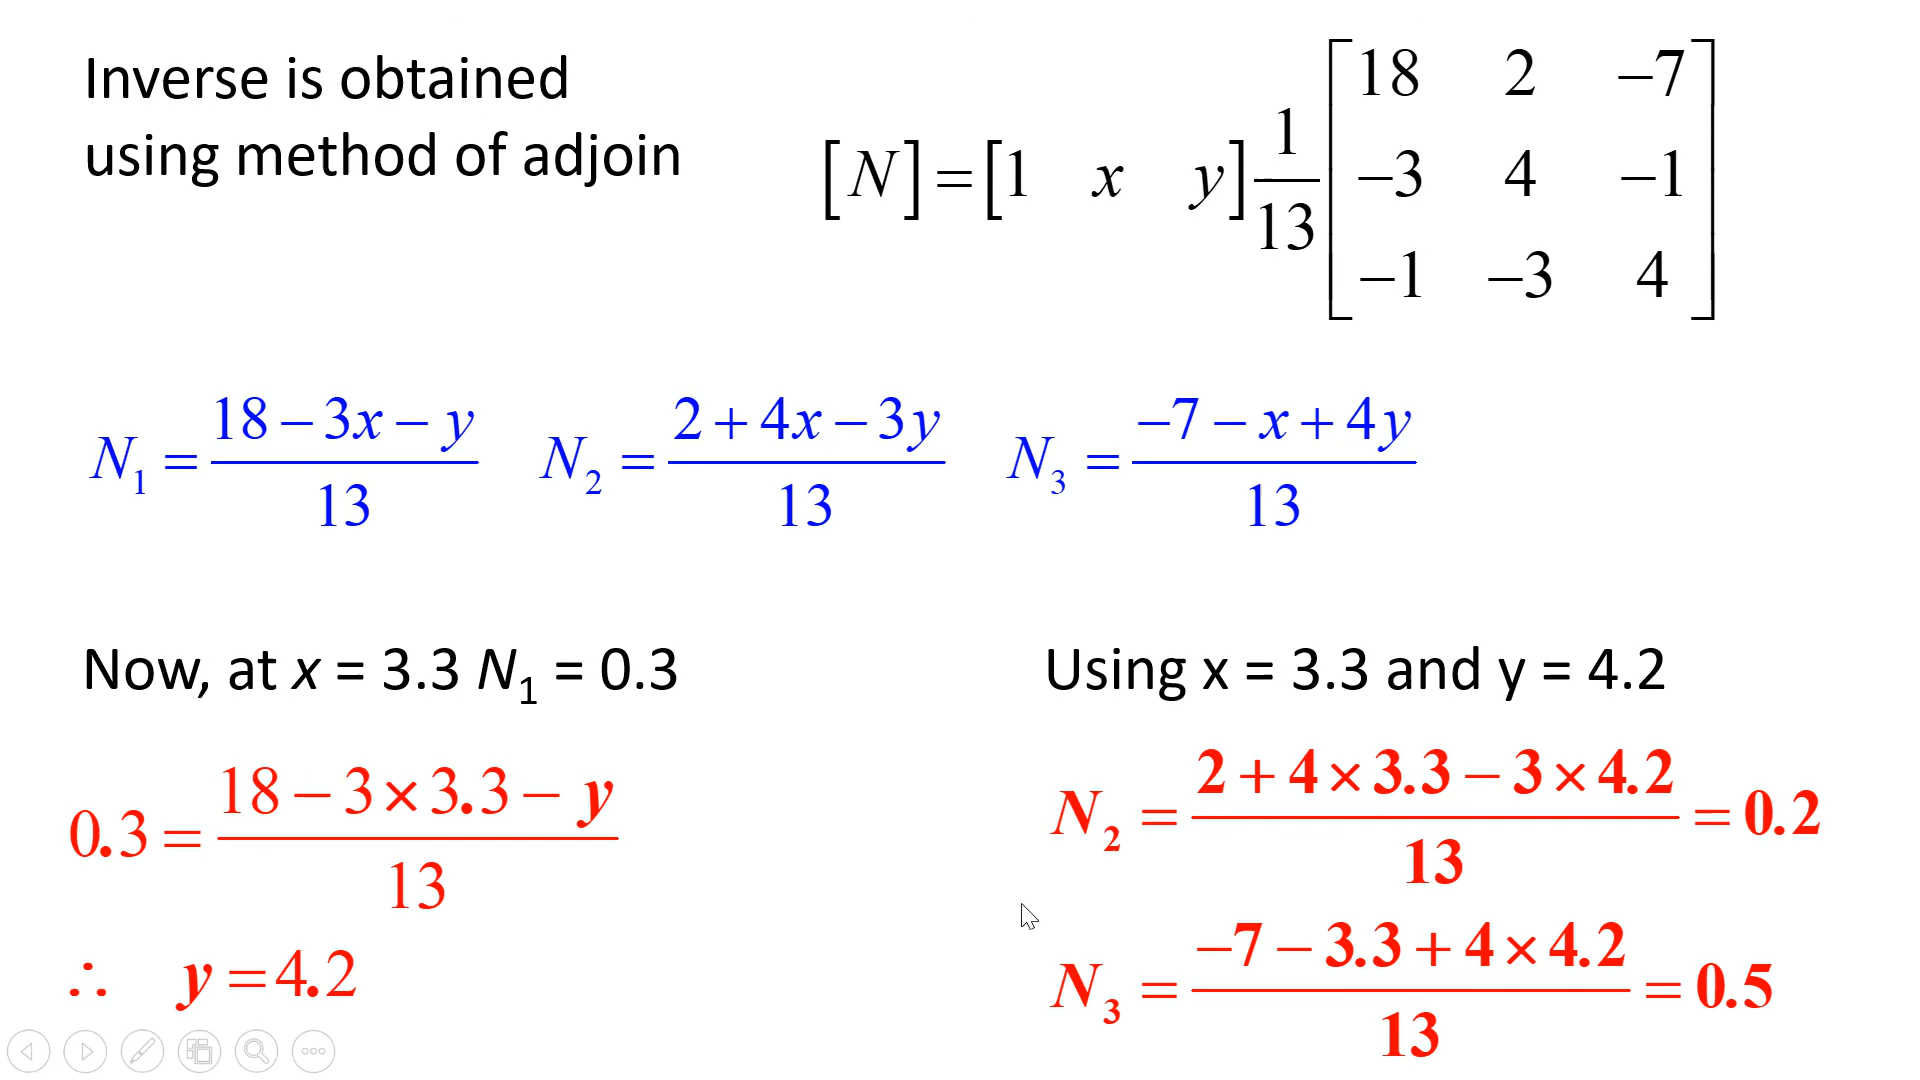 Inverse is obtained
using method of adjoin
[N] = [1 x y] 1/13 [18 2 −7
−3 4 −1
−1 −3 4]
N₁ = (18 − 3x − y)/13 N₂ = (2 + 4x − 3y)/13 N₃ = (−7 − x + 4y)/13
Now, at x = 3.3 N₁ = 0.3
0.3 = (18 − 3 × 3.3 − y)/13
∴ y = 4.2
Using x = 3.3 and y = 4.2
N₂ = (2 + 4 × 3.3 − 3 × 4.2)/13 = 0.2
N₃ = (−7 − 3.3 + 4 × 4.2)/13 = 0.5